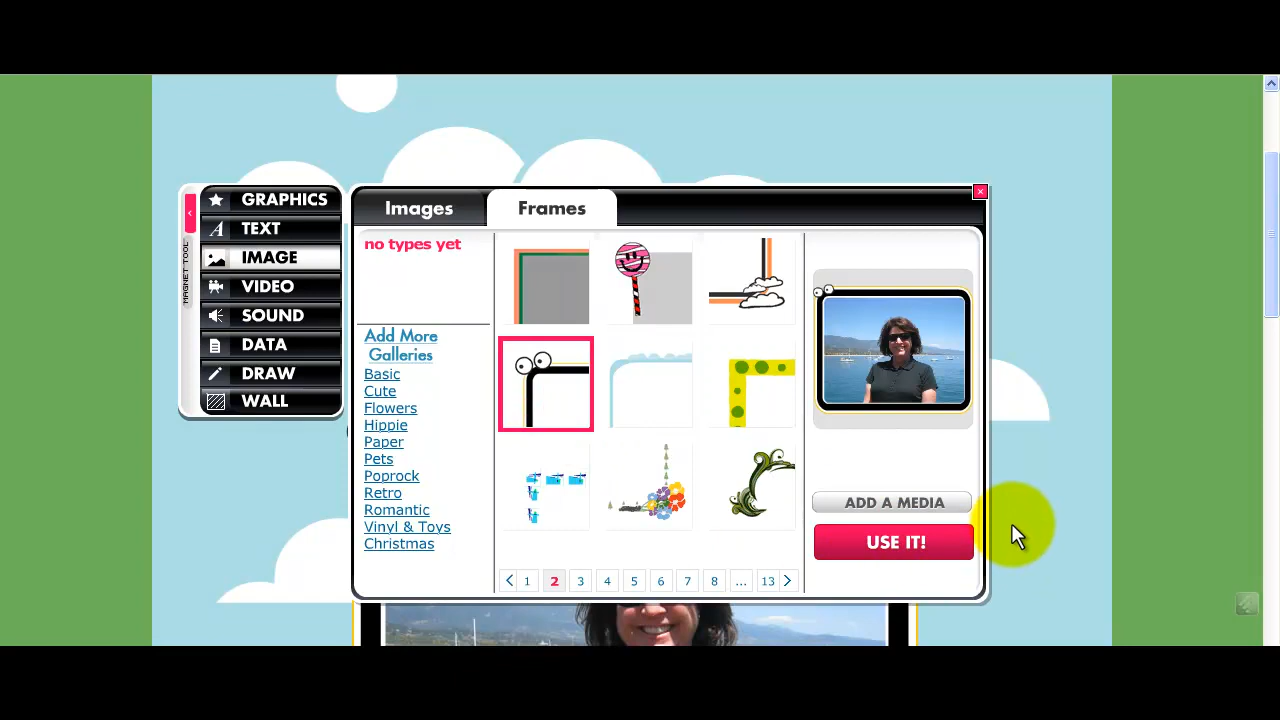 GRAPHICS
TEXT
IMAGE
VIDEO
SOUND
DATA
DRAW
WALL
MAGNET TOOL
Images
Frames
no types yet
Add More
Galleries
Basic
Cute
Flowers
Hippie
Paper
Pets
Poprock
Retro
Romantic
Vinyl & Toys
Christmas
1 2 3 4 5 6 7 8 ... 13
ADD A MEDIA
USE IT!